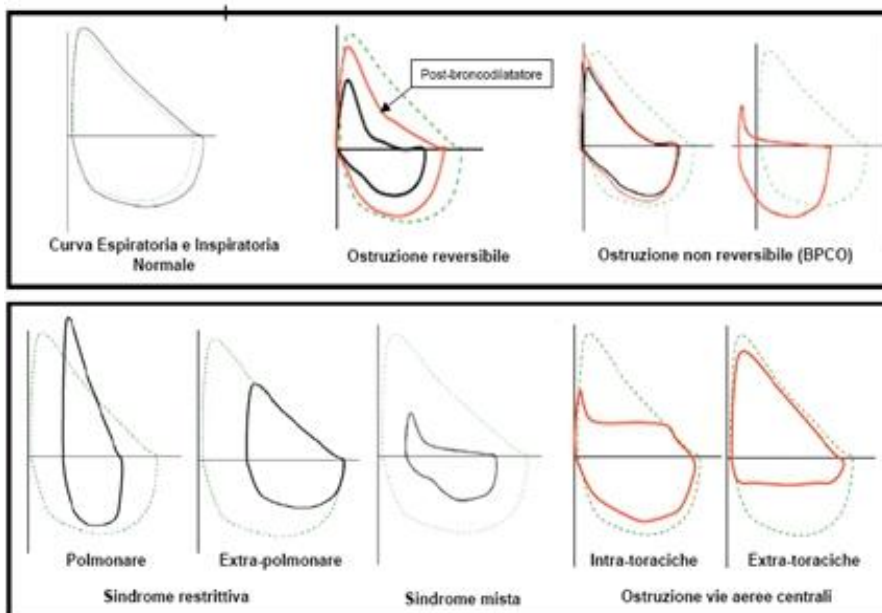 Post-broncodilatatore
Curva Espiratoria e Inspiratoria
Normale
Ostruzione reversibile
Ostruzione non reversibile (BPCO)
Polmonare
Extra-polmonare
Intra-toraciche
Extra-toraciche
Sindrome restrittiva
Sindrome mista
Ostruzione vie aeree centrali